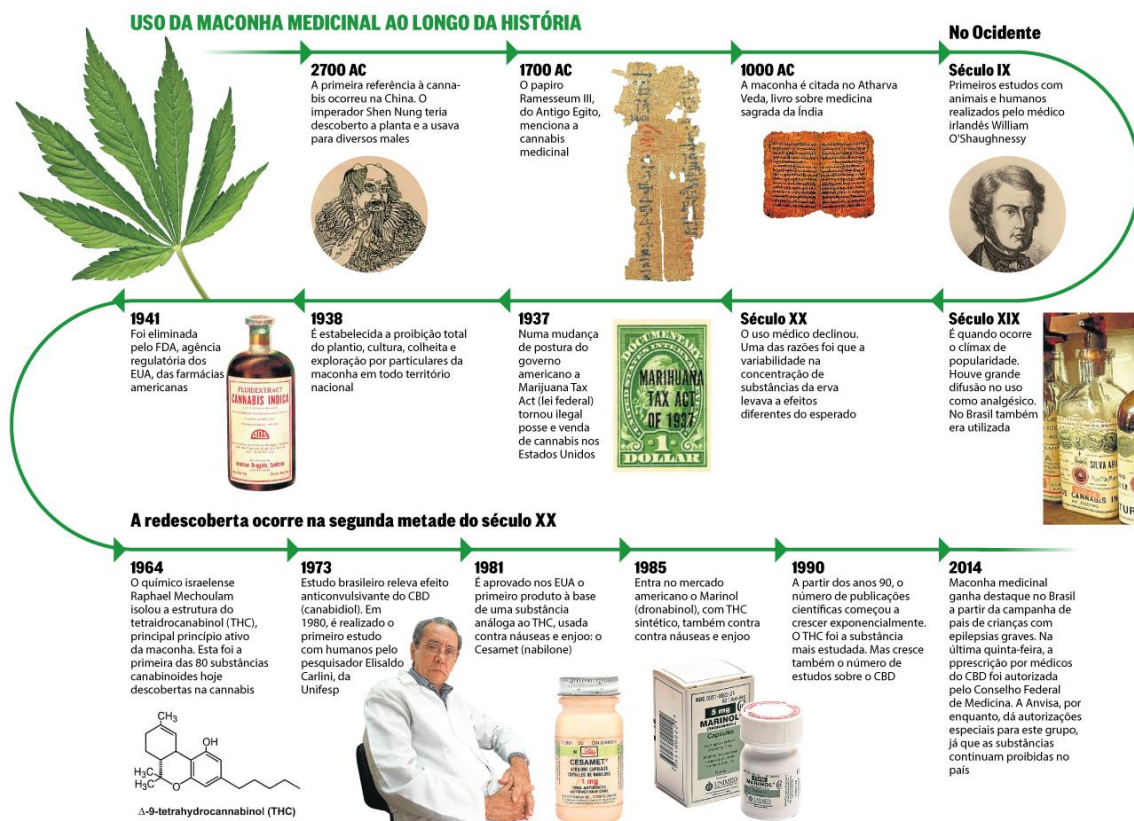 USO DA MACONHA MEDICINAL AO LONGO DA HISTÓRIA
2700 AC
A primeira referência à canna-
bis ocorreu na China. O
imperador Shen Nung teria
descoberto a planta e a usava
para diversos males
1700 AC
O papiro
Ramesseum III,
do Antigo Egito,
menciona a
cannabis
medicinal
1000 AC
A maconha é citada no Atharva
Veda, livro sobre medicina
sagrada da Índia
No Ocidente
Século IX
Primeiros estudos com
animais e humanos
realizados pelo médico
irlandês William
O'Shaughnessy
1941
Foi eliminada
pelo FDA, agência
regulatória dos
EUA, das farmácias
americanas
FLUIDEXTRACT
CANNABIS INDICA
1938
É estabelecida a proibição total
do plantio, cultura, colheita e
exploração por particulares da
maconha em todo território
nacional
1937
Numa mudança
de postura do
governo
americano a
Marijuana Tax
Act (lei federal)
tornou ilegal
posse e venda
de cannabis nos
Estados Unidos
DOCUMENTARY
MARIHUANA
TAX ACT
OF 1937
1
DOLLAR
Século XX
O uso médico declinou.
Uma das razões foi que a
variabilidade na
concentração de
substâncias da erva
levava a efeitos
diferentes do esperado
Século XIX
É quando ocorre
o clímax de
popularidade.
Houve grande
difusão no uso
como analgésico.
No Brasil também
era utilizada
SILVA
CANNABIS IN
A redescoberta ocorre na segunda metade do século XX
1964
O químico israelense
Raphael Mechoulam
isolou a estrutura do
tetraidrocanabinol (THC),
principal princípio ativo
da maconha. Esta foi a
primeira das 80 substâncias
canabinoides hoje
descobertas na cannabis
CH₃
OH
H₃C
H₃C
O
Δ-9-tetrahydrocannabinol (THC)
1973
Estudo brasileiro releva efeito
anticonvulsivante do CBD
(canabidiol). Em
1980, é realizado o
primeiro estudo
com humanos pelo
pesquisador Elisaldo
Carlini, da
Unifesp
1981
É aprovado nos EUA o
primeiro produto à base
de uma substância
análoga ao THC, usada
contra náuseas e enjoo: o
Cesamet (nabilone)
CESAMET
1 mg
1985
Entra no mercado
americano o Marinol
(dronabinol), com THC
sintético, também contra
contra náuseas e enjoo
5 mg
MARINOL
Capsules
UNIMED
MARINOL
1990
A partir dos anos 90, o
número de publicações
científicas começou a
crescer exponencialmente.
O THC foi a substância
mais estudada. Mas cresce
também o número de
estudos sobre o CBD
2014
Maconha medicinal
ganha destaque no Brasil
a partir da campanha de
pais de crianças com
epilepsias graves. Na
última quinta-feira, a
pprescrição por médicos
do CBD foi autorizada
pelo Conselho Federal
de Medicina. A Anvisa, por
enquanto, dá autorizações
especiais para este grupo,
já que as substâncias
continuam proibidas no
país